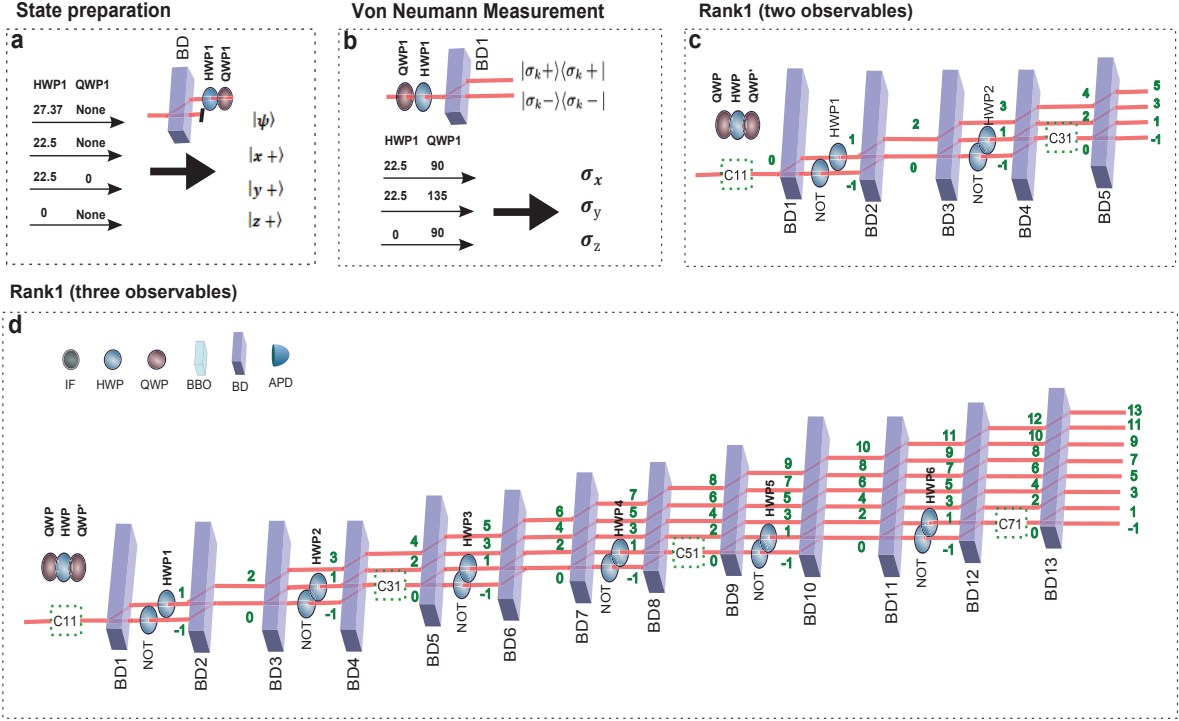 State preparation
a
BD
HWP1
QWP1
HWP1 QWP1
27.37 None
|ψ⟩
22.5 None
|x +⟩
22.5 0
|y +⟩
0 None
|z +⟩
Von Neumann Measurement
b
QWP1
HWP1
BD1
|σk+⟩⟨σk+|
|σk−⟩⟨σk−|
HWP1 QWP1
22.5 90
σx
22.5 135
σy
0 90
σz
Rank1 (two observables)
c
QWP
HWP
QWP'
C11
0
BD1
NOT
HWP1
1
-1
BD2
2
0
BD3
NOT
HWP2
3
1
-1
BD4
C31
4
2
0
BD5
5
3
1
-1
Rank1 (three observables)
d
IF
HWP
QWP
BBO
BD
APD
QWP
HWP
QWP'
C11
BD1
NOT
HWP1
1
-1
BD2
2
0
BD3
NOT
HWP2
3
1
-1
BD4
C31
4
2
0
BD5
NOT
HWP3
5
3
1
-1
BD6
6
4
2
0
BD7
NOT
HWP4
7
5
3
1
-1
BD8
C51
8
6
4
2
0
BD9
NOT
HWP5
9
7
5
3
1
-1
BD10
10
8
6
4
2
0
BD11
NOT
HWP6
11
9
7
5
3
1
-1
BD12
C71
12
10
8
6
4
2
0
BD13
13
11
9
7
5
3
1
-1